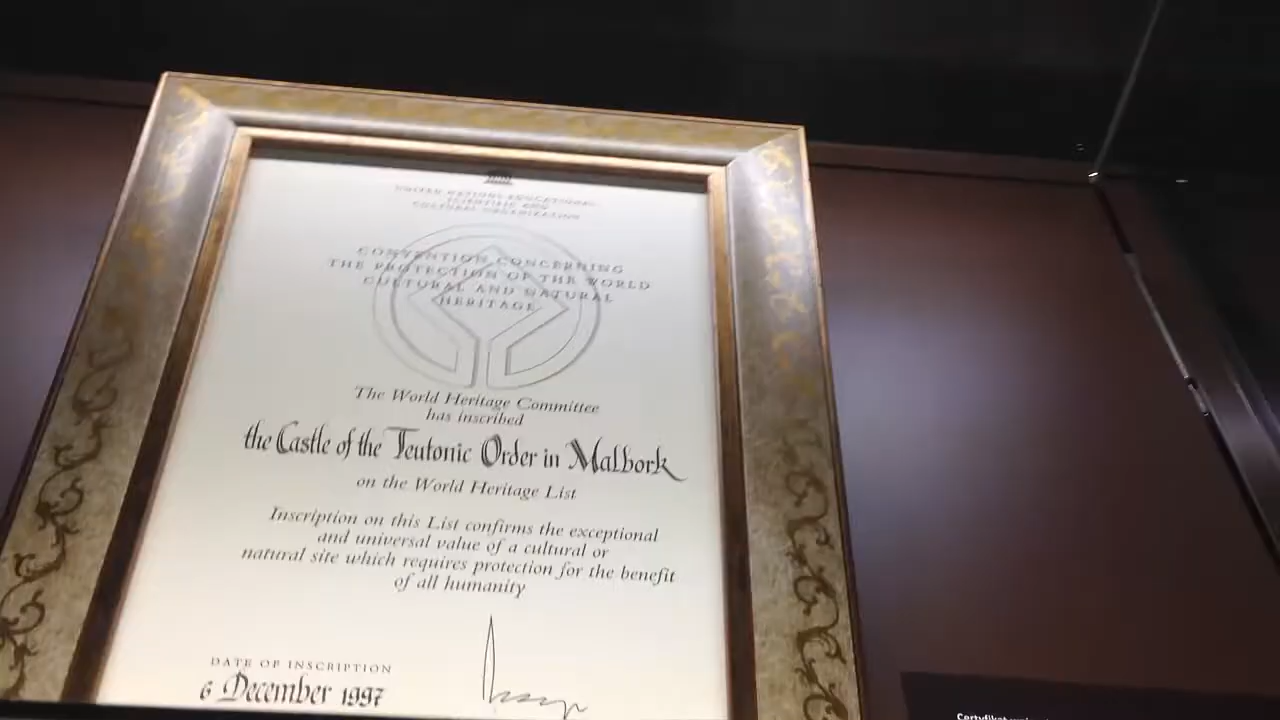 UNITED NATIONS EDUCATIONAL,
SCIENTIFIC AND
CULTURAL ORGANIZATION
CONVENTION CONCERNING
THE PROTECTION OF THE WORLD
CULTURAL AND NATURAL
HERITAGE
The World Heritage Committee
has inscribed
the Castle of the Teutonic Order in Malbork
on the World Heritage List
Inscription on this List confirms the exceptional
and universal value of a cultural or
natural site which requires protection for the benefit
of all humanity
DATE OF INSCRIPTION
6 December 1997